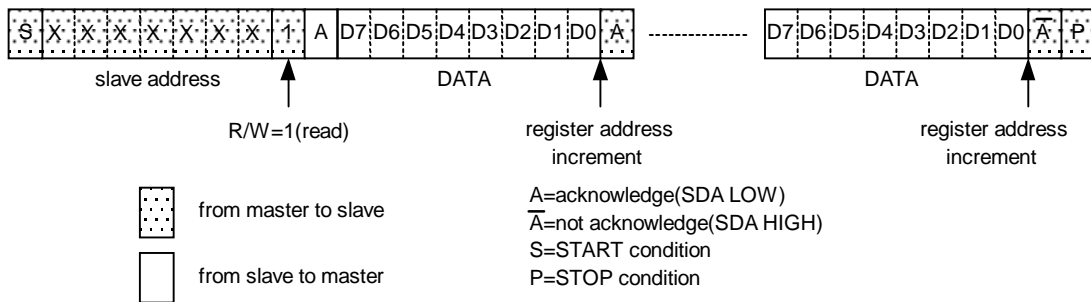 S X X X X X X X 1 A D7 D6 D5 D4 D3 D2 D1 D0 A D7 D6 D5 D4 D3 D2 D1 D0 A̅ P
slave address DATA DATA
R/W=1(read)
register address
increment
register address
increment
from master to slave
from slave to master
A=acknowledge(SDA LOW)
A̅=not acknowledge(SDA HIGH)
S=START condition
P=STOP condition